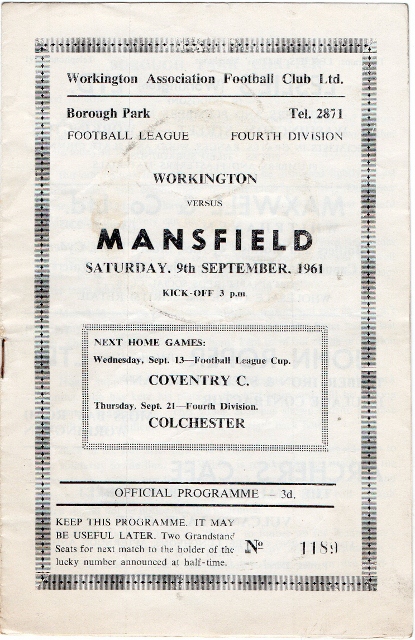 Workington Association Football Club Ltd.
Borough Park Tel. 2871
FOOTBALL LEAGUE FOURTH DIVISION
WORKINGTON
VERSUS
MANSFIELD
SATURDAY, 9th SEPTEMBER, 1961
KICK-OFF 3 p.m.
NEXT HOME GAMES:
Wednesday, Sept. 13—Football League Cup.
COVENTRY C.
Thursday, Sept. 21—Fourth Division.
COLCHESTER
OFFICIAL PROGRAMME — 3d.
KEEP THIS PROGRAMME. IT MAY
BE USEFUL LATER. Two Grandstand
Seats for next match to the holder of the
lucky number announced at half-time.
No 1189